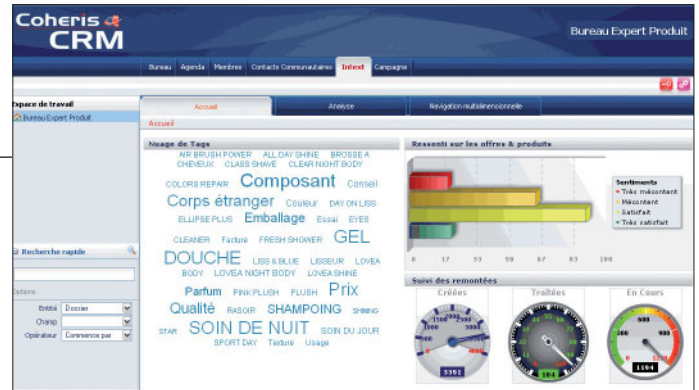 Coheris
CRM
Bureau Expert Produit
Bureau Agenda Membres Contacts Communautaires Intext Campagne
Espace de travail
Bureau Expert Produit
Accueil Analyse Navigation multidimensionnelle
Accueil
Nuage de Tags
AIR BRUSH POWER ALL DAY SHINE BROSSE A
CHEVEUX CLASS SHAVE CLEAR NIGHT BODY
COLORS REPAIR Composant Conseil
Corps étranger Couleur DAY ON LISS
ELLIPSE PLUS Emballage Essai EYES
CLEANER Facture FRESH SHOWER GEL
DOUCHE LISS & BLUE LISSEUR LOVEA
BODY LOVEA NIGHT BODY LOVEA SHINE
Parfum PINK PLUSH PLUSH Prix
Qualité RASOIR SHAMPOING SHINING
STAR SOIN DE NUIT SOIN DU JOUR
SPORT DAY Texture Usage
Ressenti sur les offres & produits
Sentiments
Très mécontent
Mécontent
Satisfait
Très satisfait
0 17 33 50 67 83 100
Suivi des remontées
Créées Traitées En Cours
3391
104
1194
Recherche rapide
Options
Entité Dossier
Champ
Opérateur Commence par